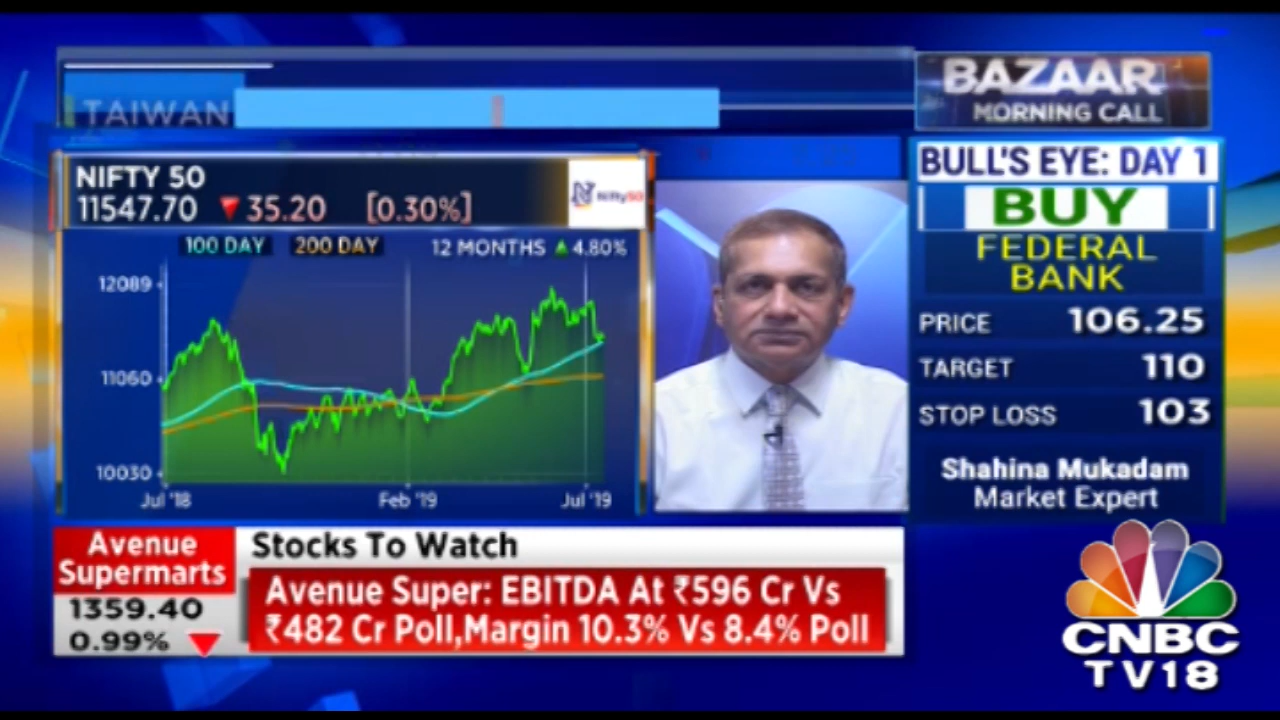 TAIWAN
BAZAAR
MORNING CALL
NIFTY 50
11547.70 ▼ 35.20 [0.30%]
Nifty50
100 DAY 200 DAY 12 MONTHS ▲ 4.80%
12089
11060
10030
Jul '18 Feb '19 Jul '19
BULL'S EYE: DAY 1
BUY
FEDERAL
BANK
PRICE 106.25
TARGET 110
STOP LOSS 103
Shahina Mukadam
Market Expert
Avenue
Supermarts
1359.40
0.99% ▼
Stocks To Watch
Avenue Super: EBITDA At ₹596 Cr Vs
₹482 Cr Poll,Margin 10.3% Vs 8.4% Poll
CNBC
TV18